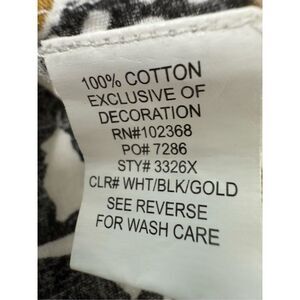 100% COTTON
EXCLUSIVE OF
DECORATION
RN#102368
PO# 7286
STY# 3326X
CLR# WHT/BLK/GOLD
SEE REVERSE
FOR WASH CARE